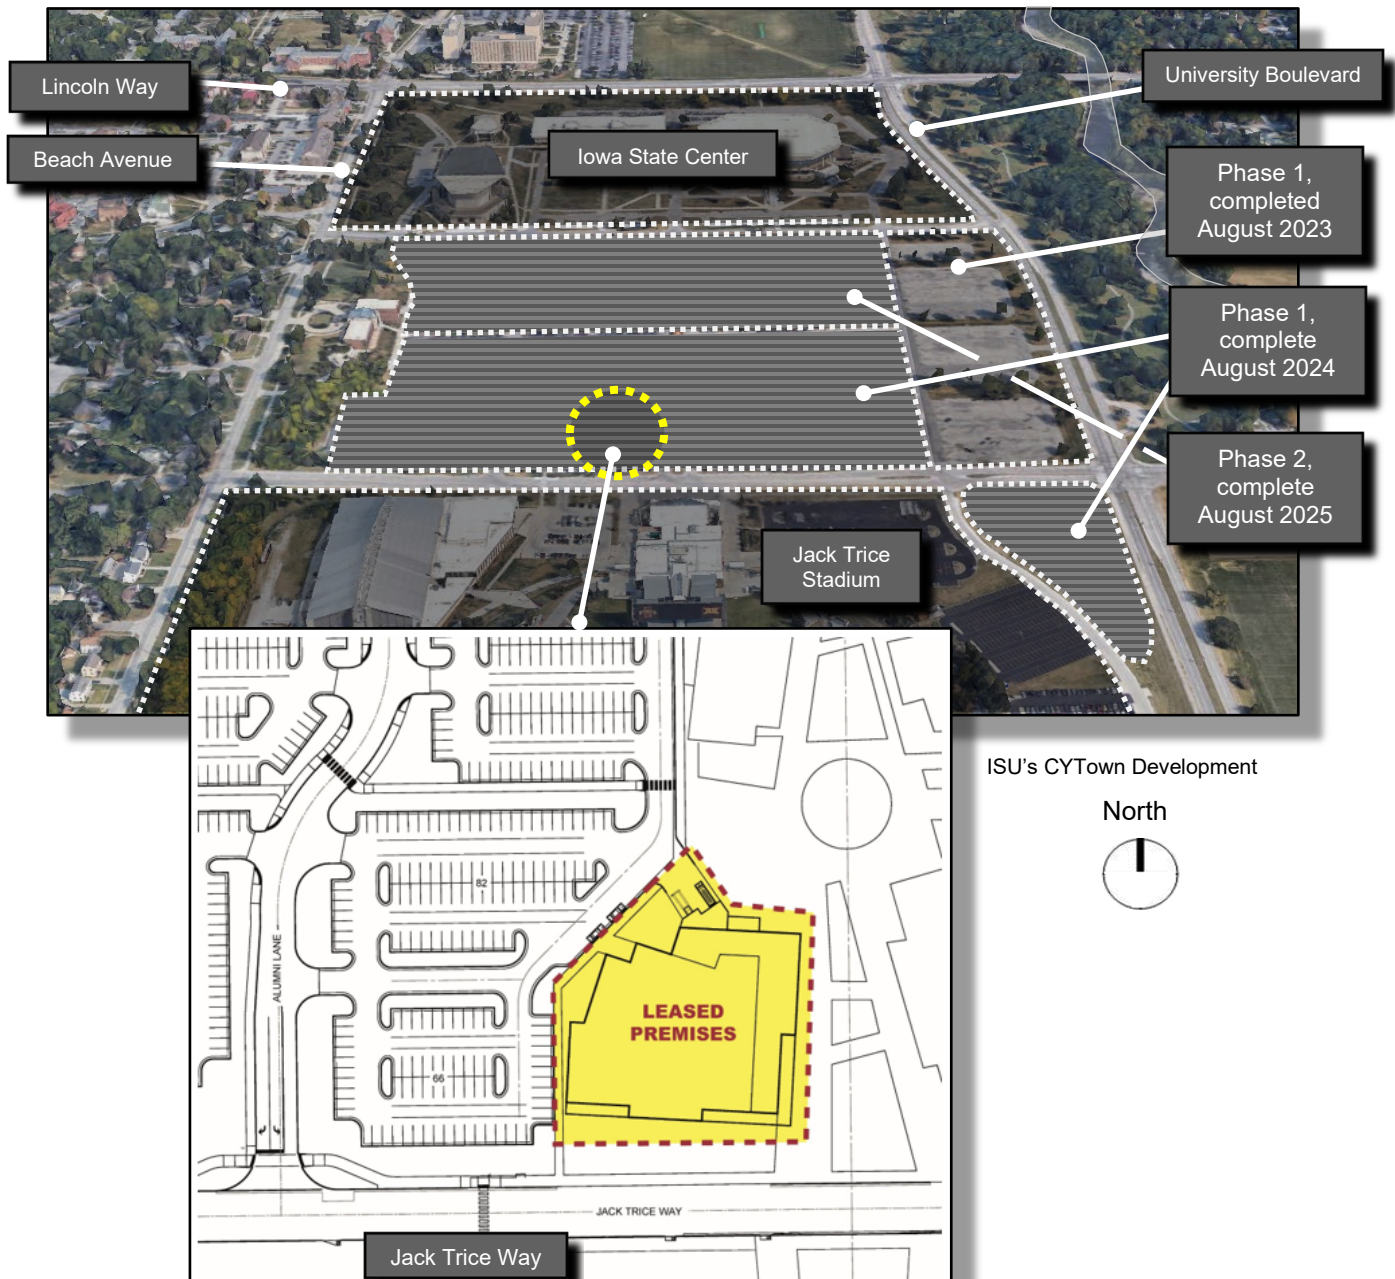 Lincoln Way
University Boulevard
Beach Avenue
Iowa State Center
Phase 1,
completed
August 2023
Phase 1,
complete
August 2024
Phase 2,
complete
August 2025
Jack Trice
Stadium
ISU's CYTown Development
North
82
ALUMNI LANE
LEASED
PREMISES
66
JACK TRICE WAY
Jack Trice Way